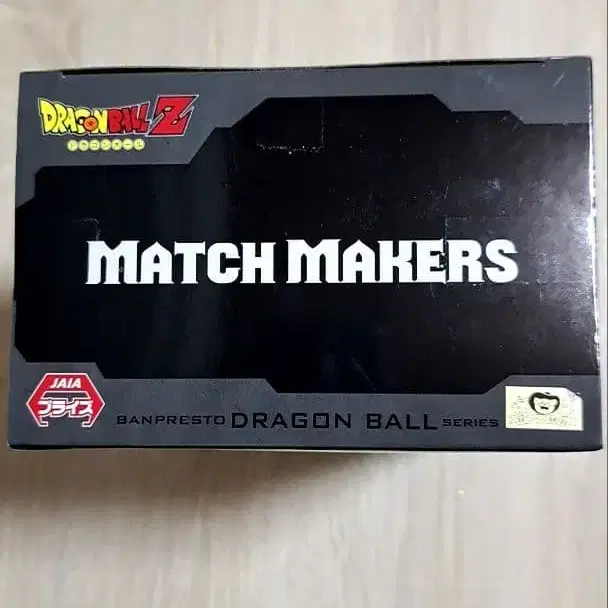 DRAGON BALL Z
ドラゴンボール
MATCH MAKERS
JAIA
プライズ
BANPRESTO DRAGON BALL SERIES